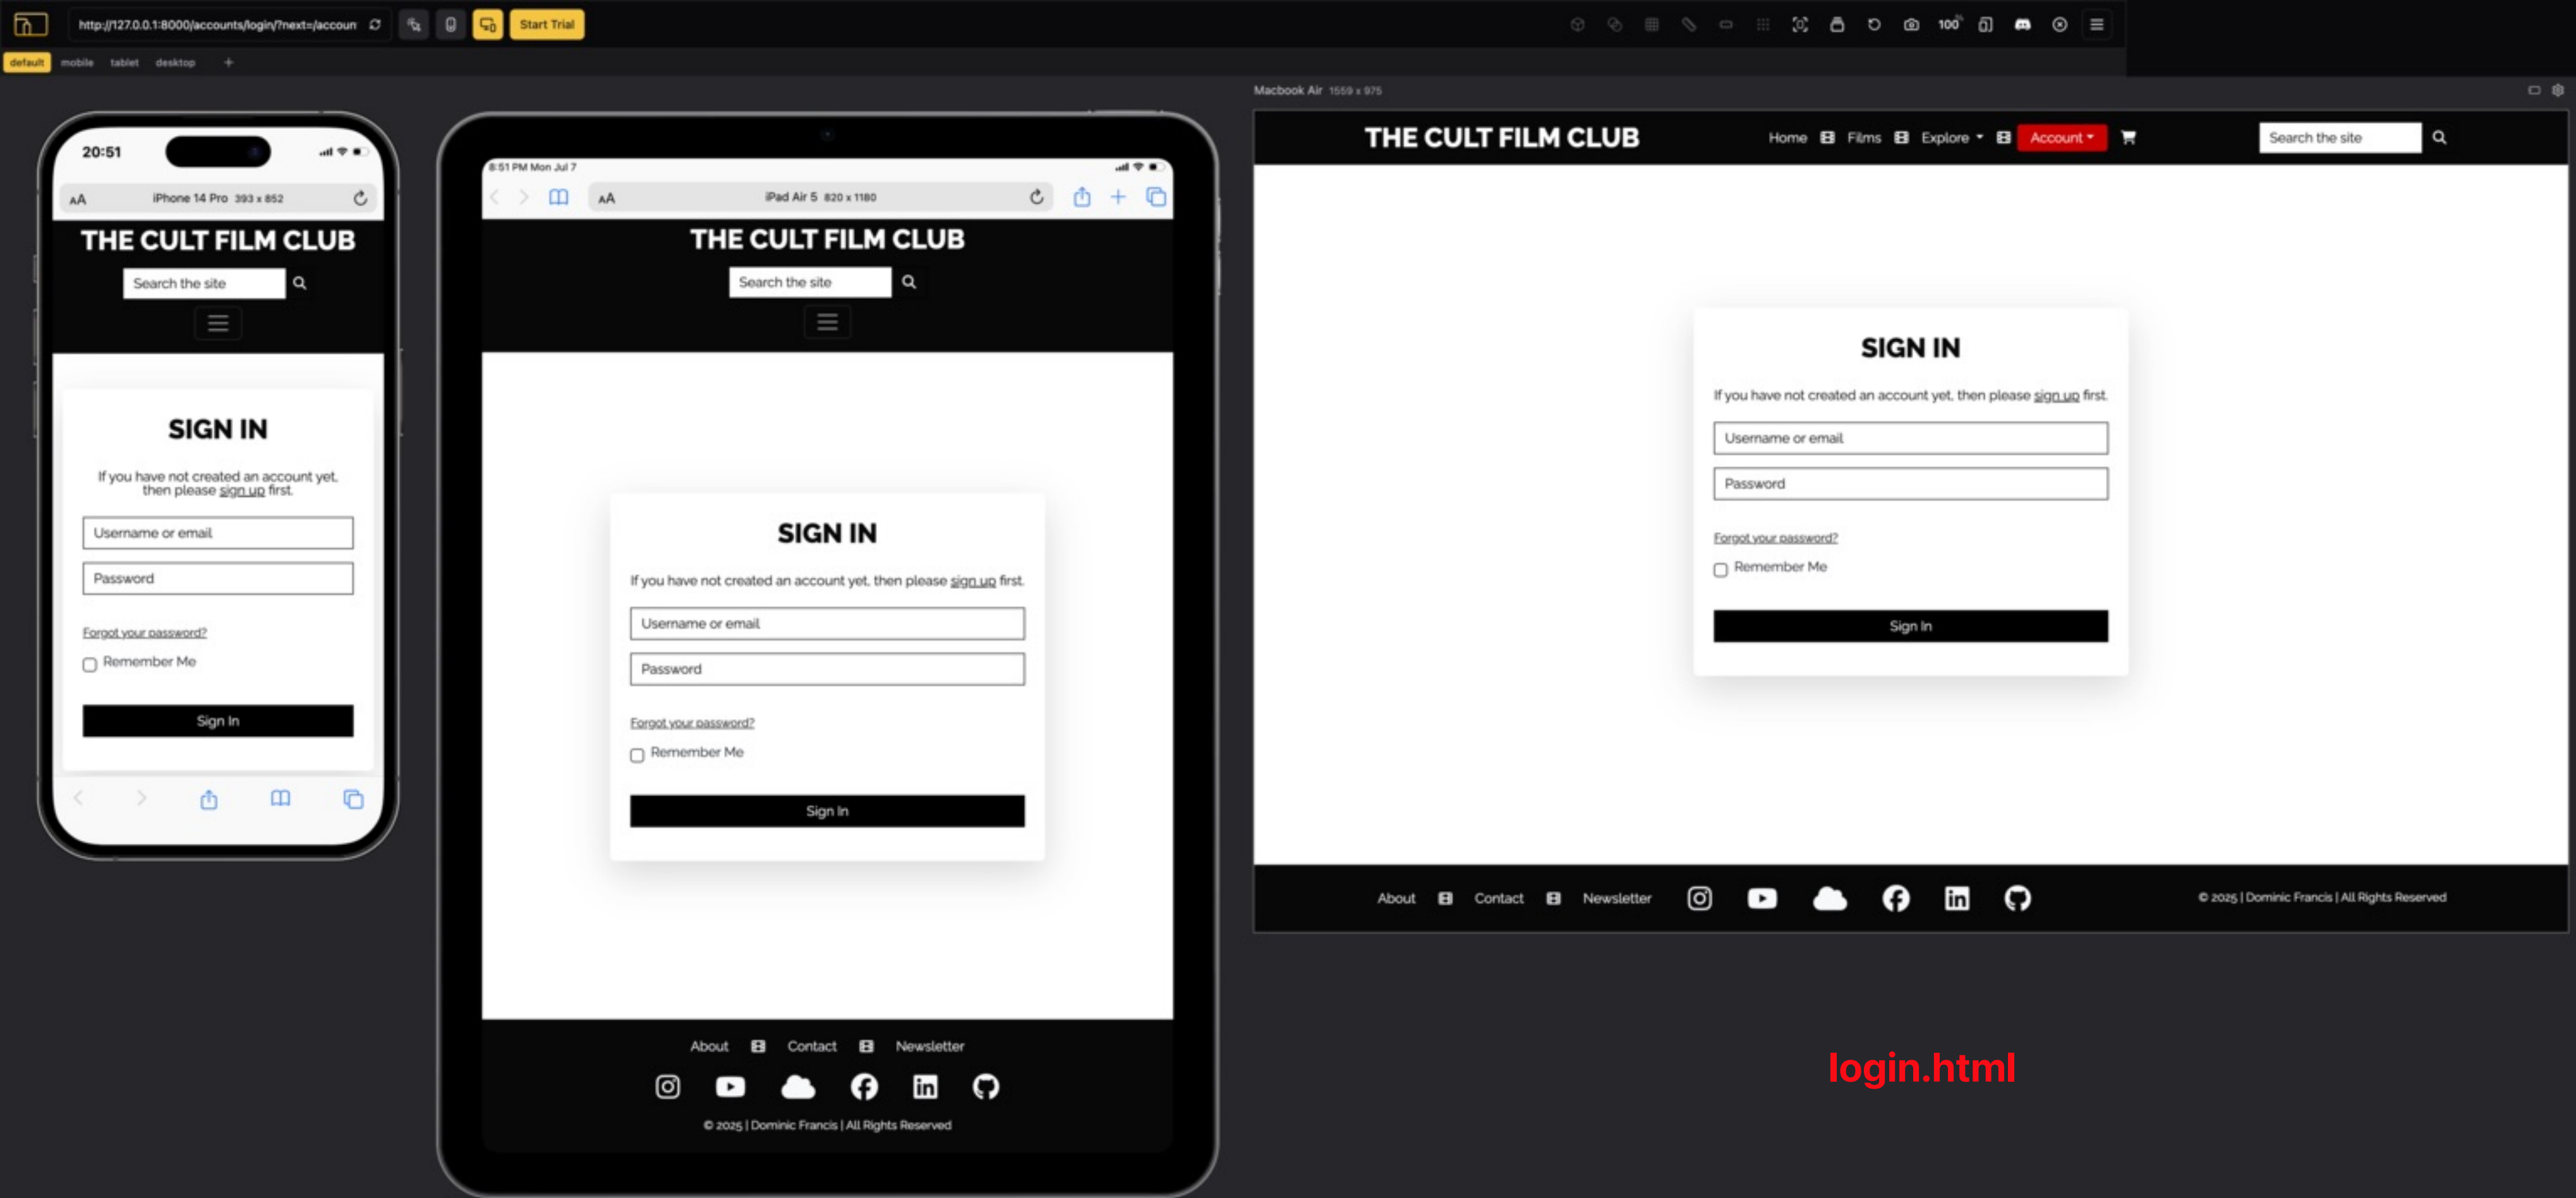 http://127.0.0.1:8000/accounts/login/?next=/accoun
Start Trial
100%
default
mobile
tablet
desktop
+
20:51
AA
iPhone 14 Pro 393 x 852
THE CULT FILM CLUB
Search the site
SIGN IN
If you have not created an account yet,
then please sign up first.
Username or email
Password
Forgot your password?
Remember Me
Sign In
8:51 PM Mon Jul 7
AA
iPad Air 5 820 x 1180
THE CULT FILM CLUB
Search the site
SIGN IN
If you have not created an account yet, then please sign up first.
Username or email
Password
Forgot your password?
Remember Me
Sign In
About
Contact
Newsletter
© 2025 | Dominic Francis | All Rights Reserved
Macbook Air 1559 x 975
THE CULT FILM CLUB
Home
Films
Explore
Account
Search the site
SIGN IN
If you have not created an account yet, then please sign up first.
Username or email
Password
Forgot your password?
Remember Me
Sign In
About
Contact
Newsletter
© 2025 | Dominic Francis | All Rights Reserved
login.html